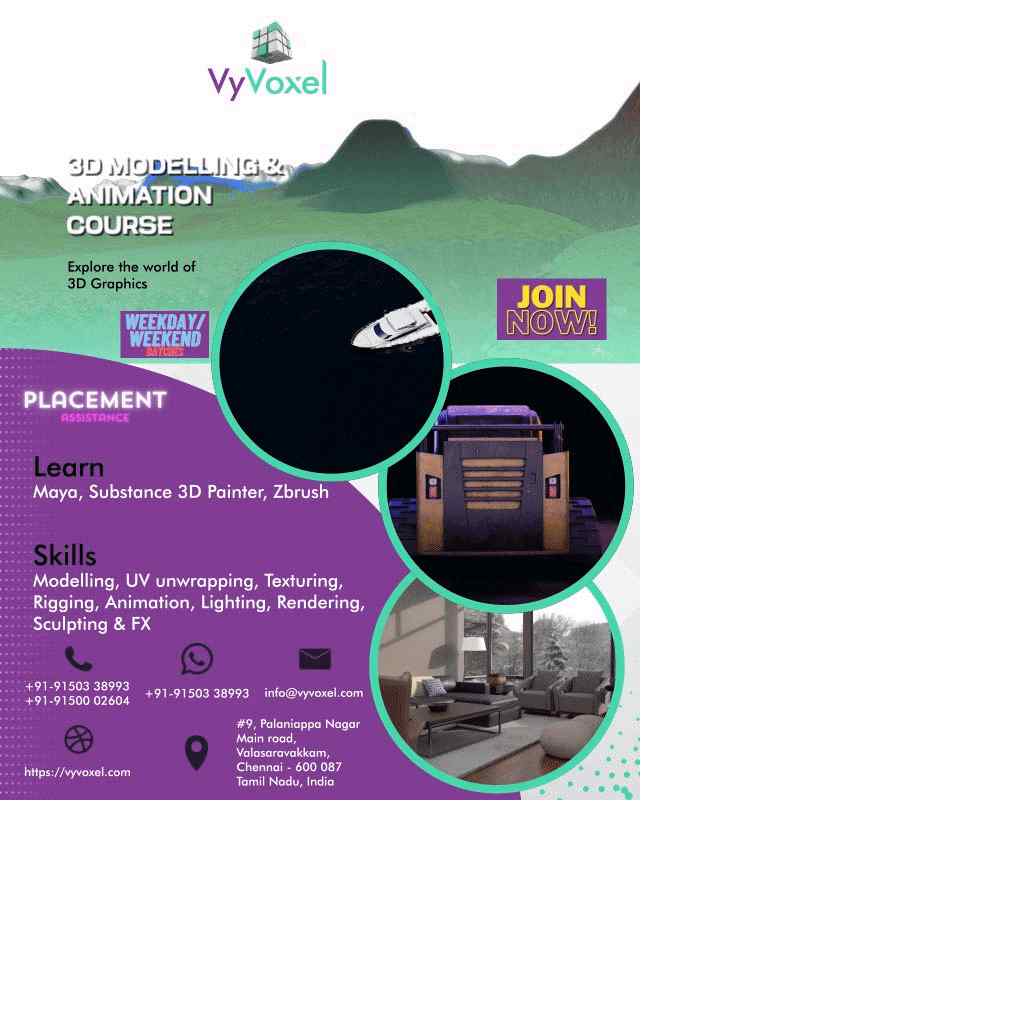 VyVoxel
3D MODELLING &
ANIMATION
COURSE
Explore the world of
3D Graphics
WEEKDAY/
WEEKEND
BATCHES
JOIN
NOW!
PLACEMENT
ASSISTANCE
Learn
Maya, Substance 3D Painter, Zbrush
Skills
Modelling, UV unwrapping, Texturing,
Rigging, Animation, Lighting, Rendering,
Sculpting & FX
+91-91503 38993
+91-91500 02604
+91-91503 38993
info@vyvoxel.com
https://vyvoxel.com
#9, Palaniappa Nagar
Main road,
Valasaravakkam,
Chennai - 600 087
Tamil Nadu, India